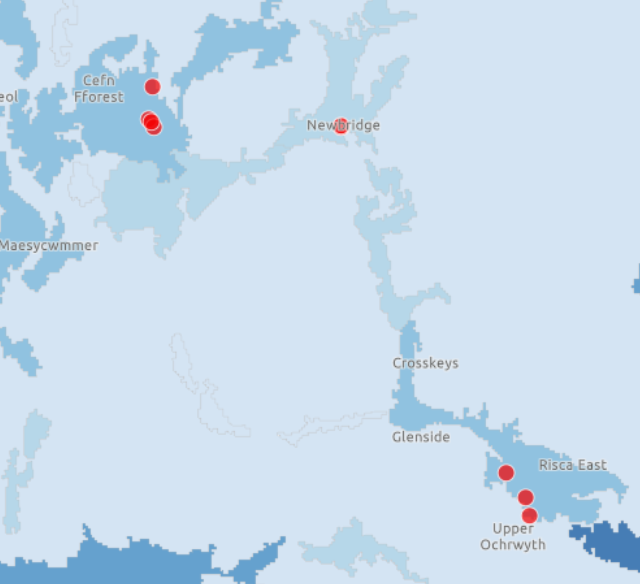 Cefn
Fforest
eol
Newbridge
Maesycwmmer
Crosskeys
Glenside
Risca East
Upper
Ochrwyth